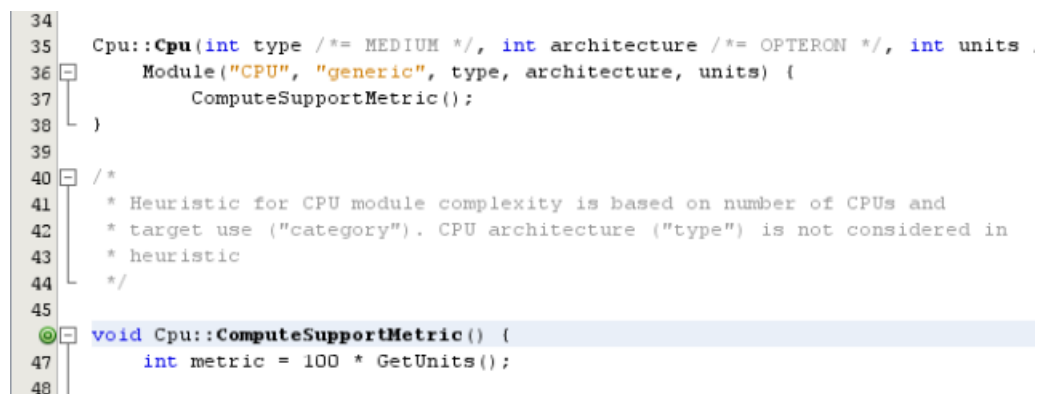 34
35 Cpu::Cpu(int type /*= MEDIUM */, int architecture /*= OPTERON */, int units
36 Module("CPU", "generic", type, architecture, units) {
37 ComputeSupportMetric();
38 }
39
40 /*
41 * Heuristic for CPU module complexity is based on number of CPUs and
42 * target use ("category"). CPU architecture ("type") is not considered in
43 * heuristic
44 */
45
void Cpu::ComputeSupportMetric() {
47 int metric = 100 * GetUnits();
48